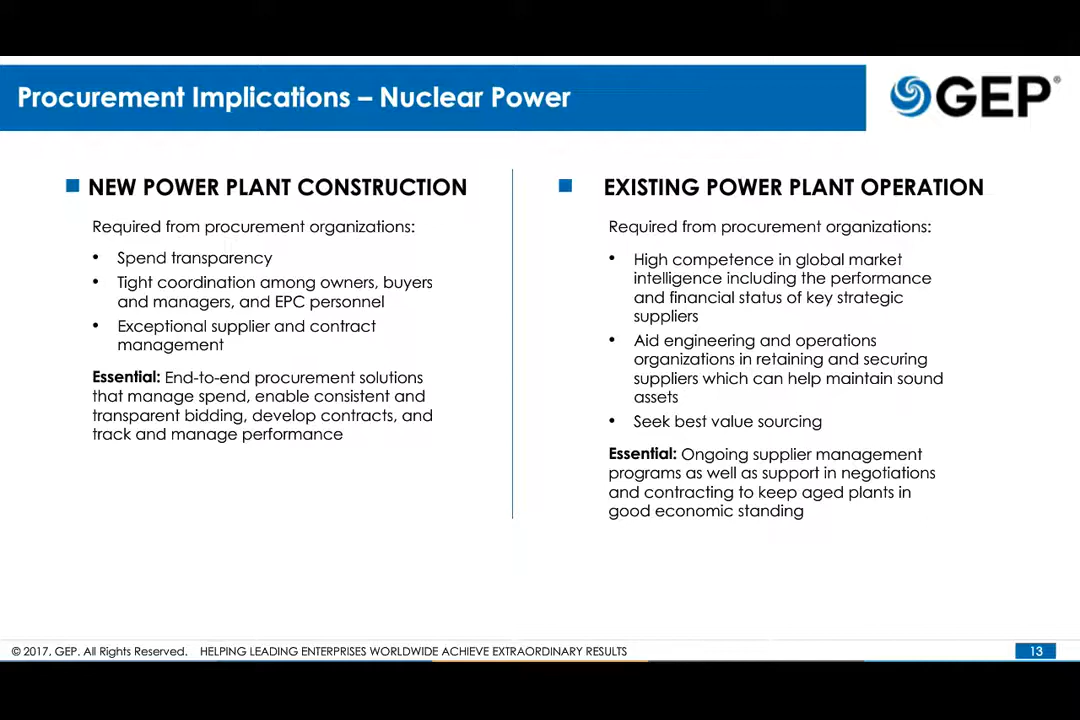 Procurement Implications – Nuclear Power
GEP®
NEW POWER PLANT CONSTRUCTION
Required from procurement organizations:
• Spend transparency
• Tight coordination among owners, buyers
and managers, and EPC personnel
• Exceptional supplier and contract
management
Essential: End-to-end procurement solutions
that manage spend, enable consistent and
transparent bidding, develop contracts, and
track and manage performance
EXISTING POWER PLANT OPERATION
Required from procurement organizations:
• High competence in global market
intelligence including the performance
and financial status of key strategic
suppliers
• Aid engineering and operations
organizations in retaining and securing
suppliers which can help maintain sound
assets
• Seek best value sourcing
Essential: Ongoing supplier management
programs as well as support in negotiations
and contracting to keep aged plants in
good economic standing
© 2017, GEP. All Rights Reserved. HELPING LEADING ENTERPRISES WORLDWIDE ACHIEVE EXTRAORDINARY RESULTS
13